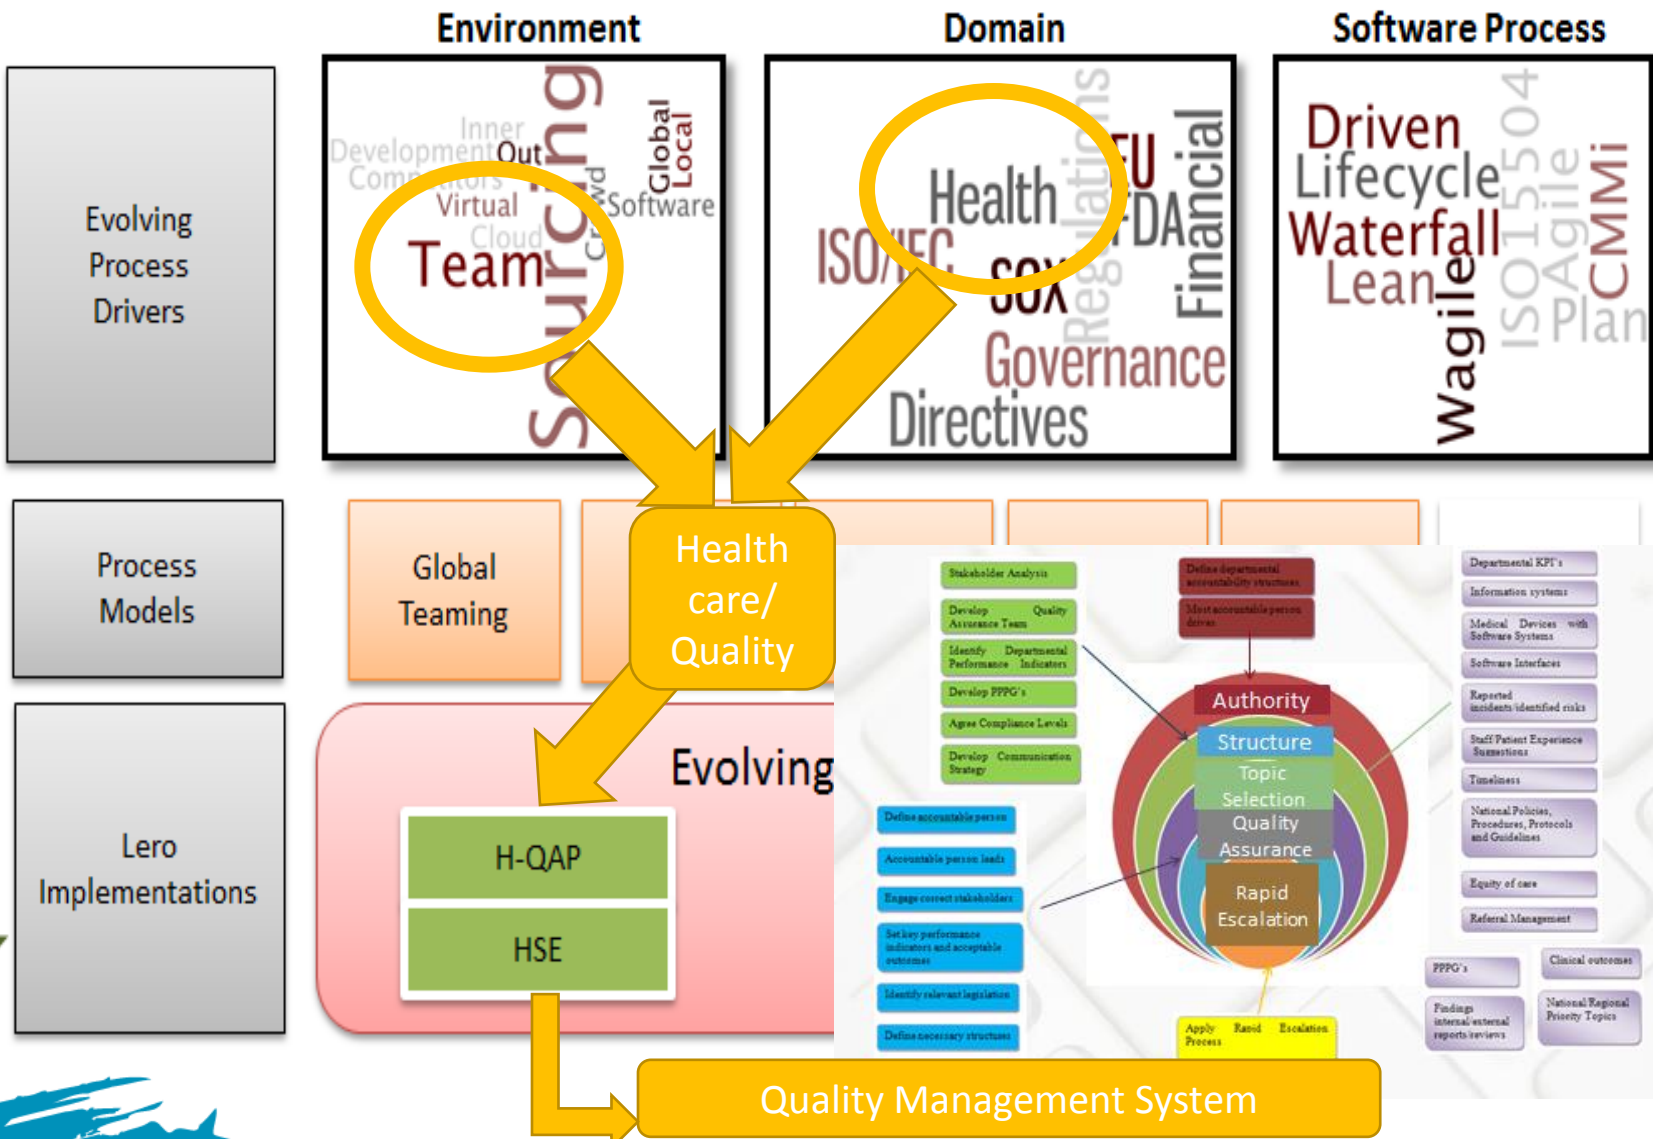 Environment
Domain
Software Process
Evolving
Process
Drivers
Inner
Development
Out
Competitors
Virtual
Cloud
Team
Sourcing
Crowd
Global
Local
Software
Health
Regulations
EU
FDA
Financial
ISO/IEC
SOX
Governance
Directives
Driven
Lifecycle
Waterfall
Lean
Wagile
ISO15504
Agile
CMMi
Plan
Process
Models
Global
Teaming
Health
care/
Quality
Lero
Implementations
Evolving
H-QAP
HSE
Stakeholder Analysis
Develop Quality
Assurance Team
Identify Departmental
Performance Indicators
Develop PPPG's
Agree Compliance Levels
Develop Communication
Strategy
Define departmental
accountability structures
Most accountable person
drives
Departmental KPI's
Information systems
Medical Devices with
Software Systems
Software Interfaces
Reported
incidents/identified risks
Staff/Patient Experience
Suggestions
Timeliness
National Policies,
Procedures, Protocols
and Guidelines
Equity of care
Referral Management
PPPG's
Clinical outcomes
Findings
internal/external
reports/reviews
National/Regional
Priority Topics
Authority
Structure
Topic
Selection
Quality
Assurance
Rapid
Escalation
Define accountable person
Accountable person leads
Engage correct stakeholders
Set key performance
indicators and acceptable
outcomes
Identify relevant legislation
Define necessary structures
Apply Rapid Escalation
Process
Quality Management System